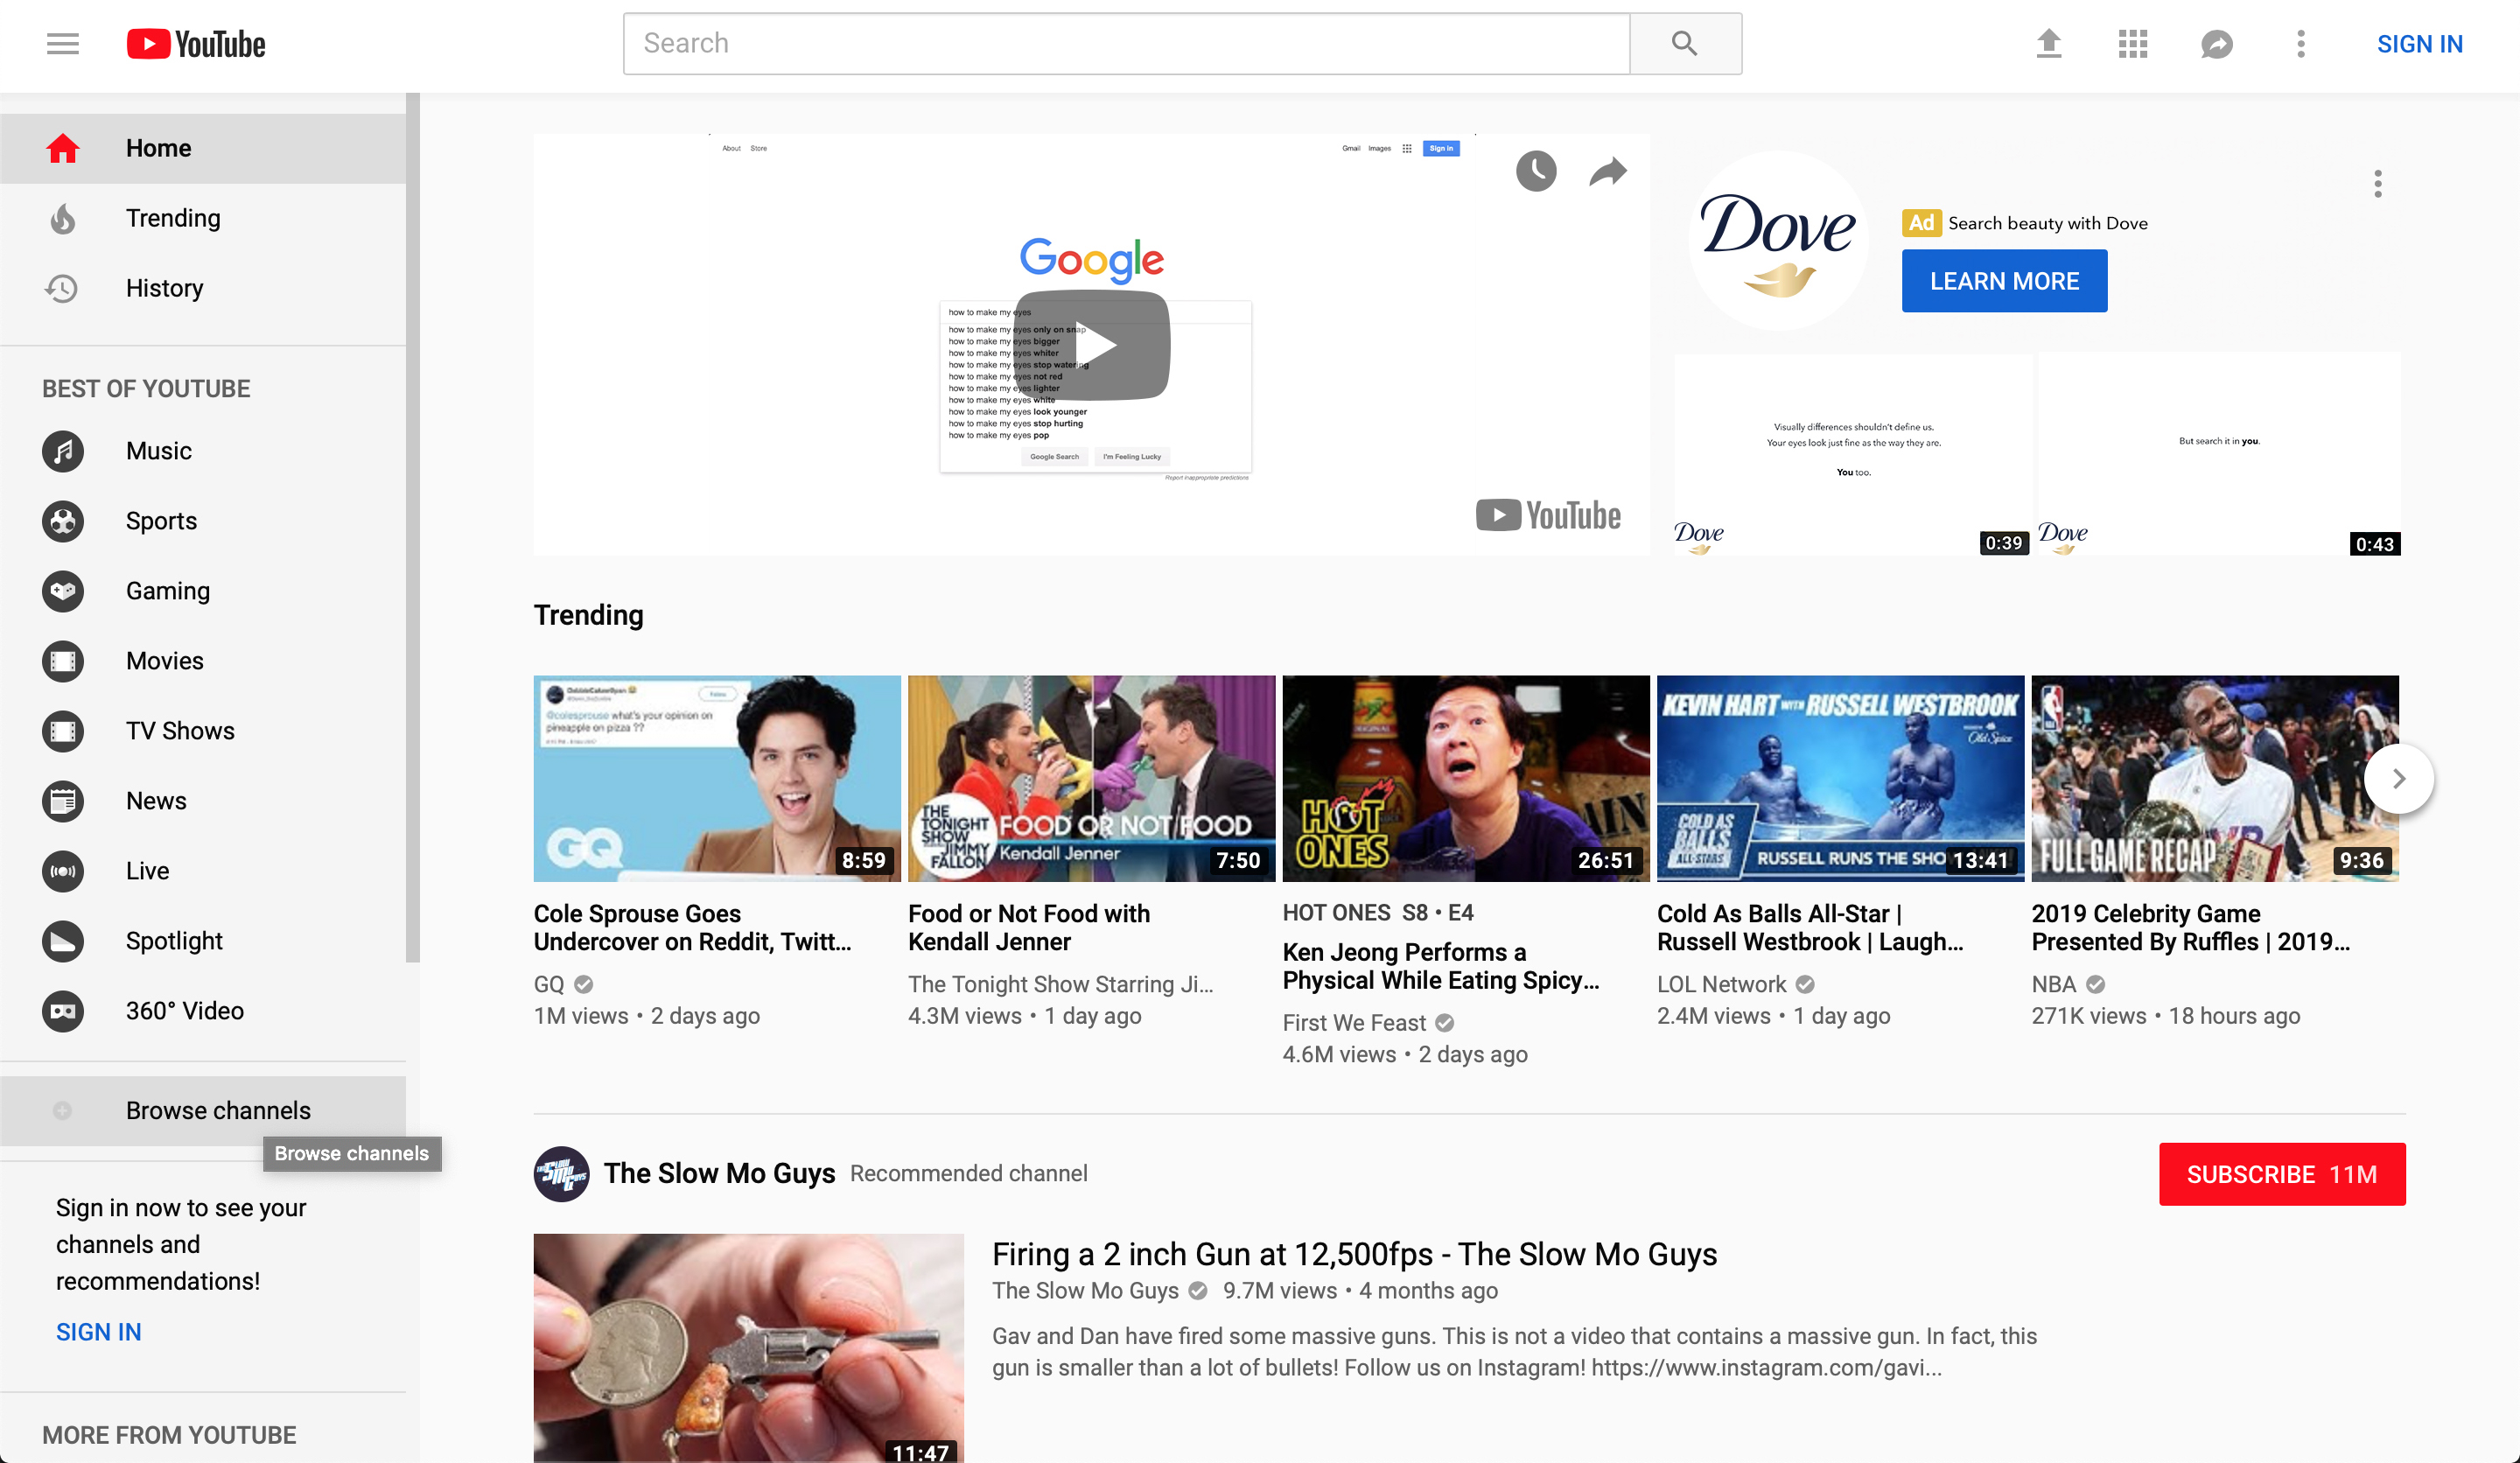 YouTube
Search
SIGN IN
Home
Trending
History
BEST OF YOUTUBE
Music
Sports
Gaming
Movies
TV Shows
News
Live
Spotlight
360° Video
Browse channels
Browse channels
Sign in now to see your
channels and
recommendations!
SIGN IN
MORE FROM YOUTUBE
About Store
Gmail Images Sign in
Google
how to make my eyes
how to make my eyes only on snap
how to make my eyes bigger
how to make my eyes whiter
how to make my eyes stop watering
how to make my eyes not red
how to make my eyes lighter
how to make my eyes white
how to make my eyes look younger
how to make my eyes stop hurting
how to make my eyes pop
Google Search I'm Feeling Lucky
Report inappropriate predictions
YouTube
Dove
Ad Search beauty with Dove
LEARN MORE
Visually differences shouldn't define us.
Your eyes look just fine as the way they are.
You too.
Dove
0:39
But search it in you.
Dove
0:43
Trending
@colesprouse what's your opinion on
pineapple on pizza ??
GQ
8:59
Cole Sprouse Goes
Undercover on Reddit, Twitt...
GQ
1M views • 2 days ago
THE
TONIGHT
SHOW
JIMMY
FALLON
FOOD OR NOT FOOD
Kendall Jenner
7:50
Food or Not Food with
Kendall Jenner
The Tonight Show Starring Ji...
4.3M views • 1 day ago
HOT
ONES
26:51
HOT ONES S8 • E4
Ken Jeong Performs a
Physical While Eating Spicy...
First We Feast
4.6M views • 2 days ago
KEVIN HART WITH RUSSELL WESTBROOK
Old Spice
COLD AS
BALLS
ALL-STARS
RUSSELL RUNS THE SHO
13:41
Cold As Balls All-Star |
Russell Westbrook | Laugh...
LOL Network
2.4M views • 1 day ago
FULL GAME RECAP
9:36
2019 Celebrity Game
Presented By Ruffles | 2019...
NBA
271K views • 18 hours ago
The Slow Mo Guys Recommended channel
SUBSCRIBE 11M
11:47
Firing a 2 inch Gun at 12,500fps - The Slow Mo Guys
The Slow Mo Guys 9.7M views • 4 months ago
Gav and Dan have fired some massive guns. This is not a video that contains a massive gun. In fact, this
gun is smaller than a lot of bullets! Follow us on Instagram! https://www.instagram.com/gavi...